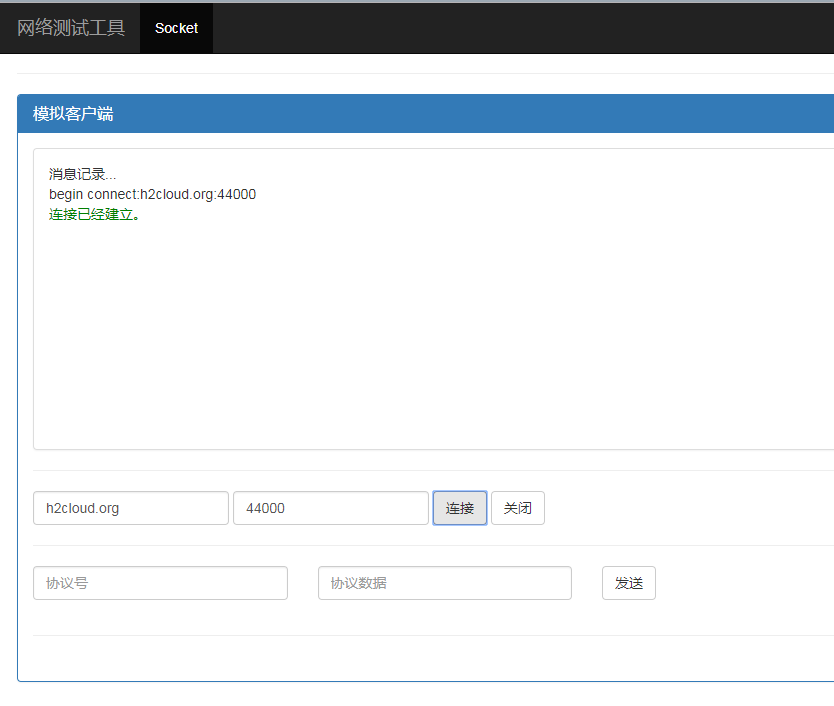 网络测试工具 Socket
模拟客户端
消息记录...
begin connect:h2cloud.org:44000
连接已经建立。
h2cloud.org 44000 连接 关闭
协议号 协议数据 发送